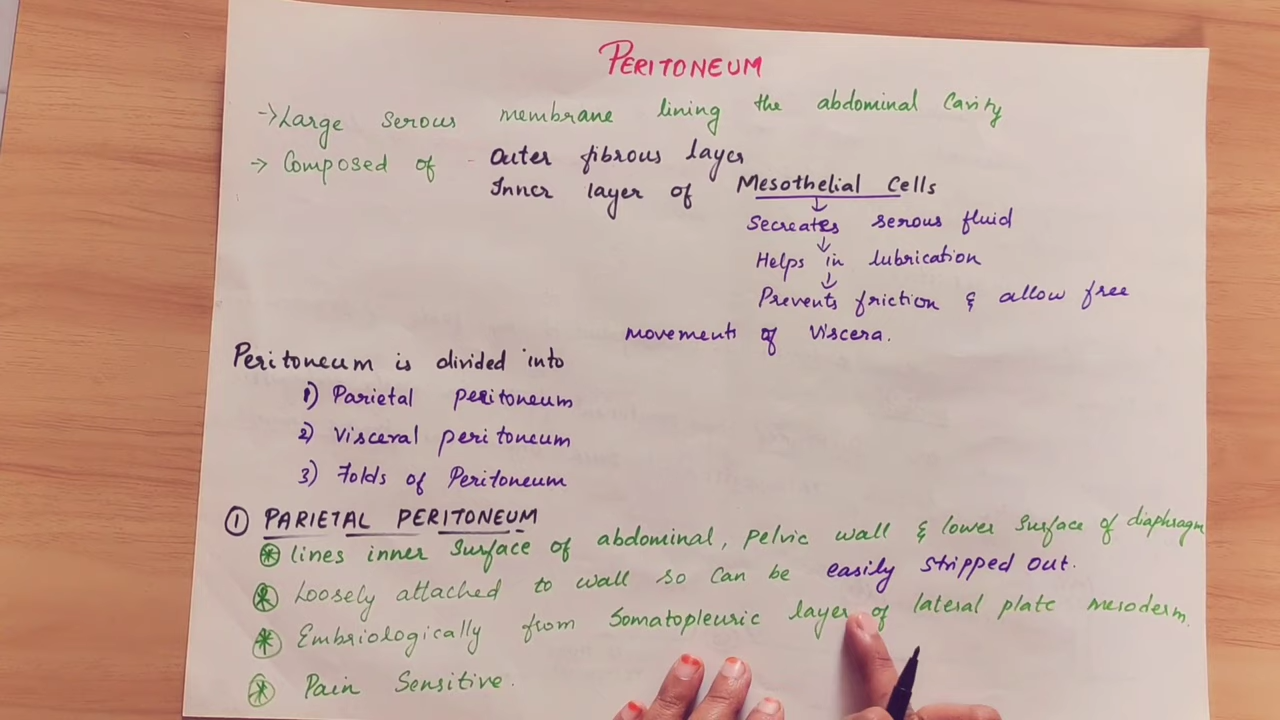 PERITONEUM
→ Large serous membrane lining the abdominal cavity
→ Composed of - Outer fibrous layer
Inner layer of Mesothelial Cells
↓
Secreates serous fluid
↓
Helps in lubrication
↓
Prevents friction & allow free
movements of Viscera.
Peritoneum is divided into
1) Parietal peritoneum
2) Visceral peritoneum
3) Folds of Peritoneum
① PARIETAL PERITONEUM
* lines inner surface of abdominal, pelvic wall & lower surface of diaphragm
* Loosely attached to wall so can be easily stripped out.
* Embriologically from Somatopleuric layer of lateral plate mesoderm.
* Pain Sensitive.